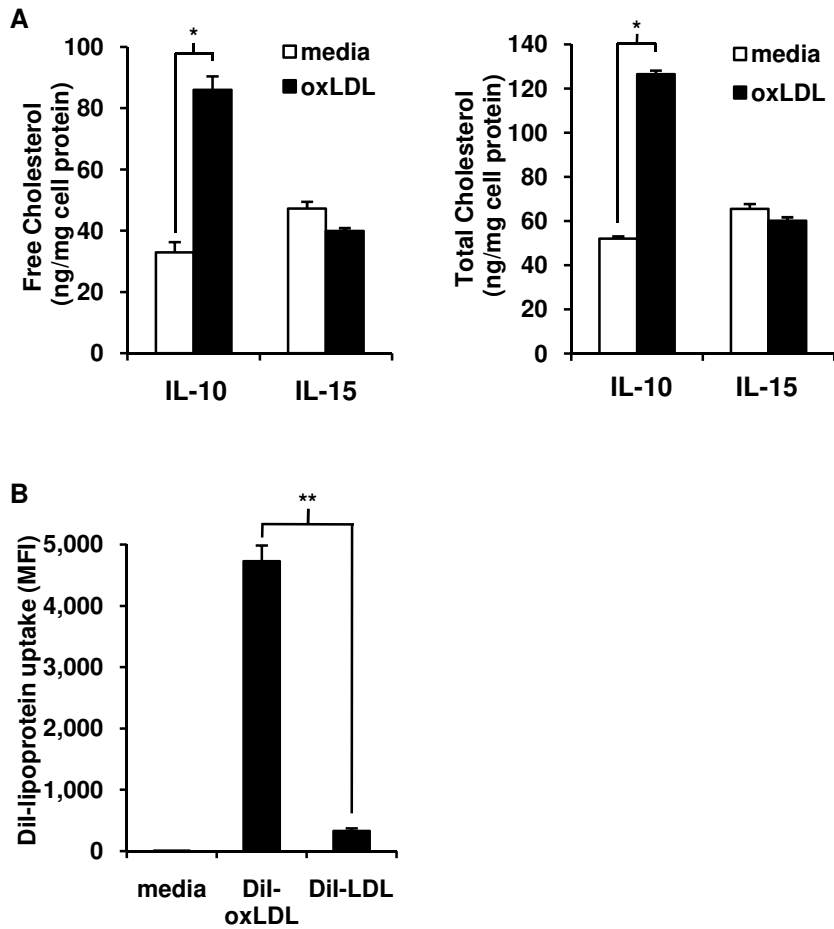 A
Free Cholesterol
(ng/mg cell protein)
100
80
60
40
20
0
*
media
oxLDL
IL-10
IL-15
Total Cholesterol
(ng/mg cell protein)
140
120
100
80
60
40
20
0
*
media
oxLDL
IL-10
IL-15
B
DiI-lipoprotein uptake (MFI)
5,000
4,000
3,000
2,000
1,000
0
**
media
DiI-
oxLDL
DiI-LDL